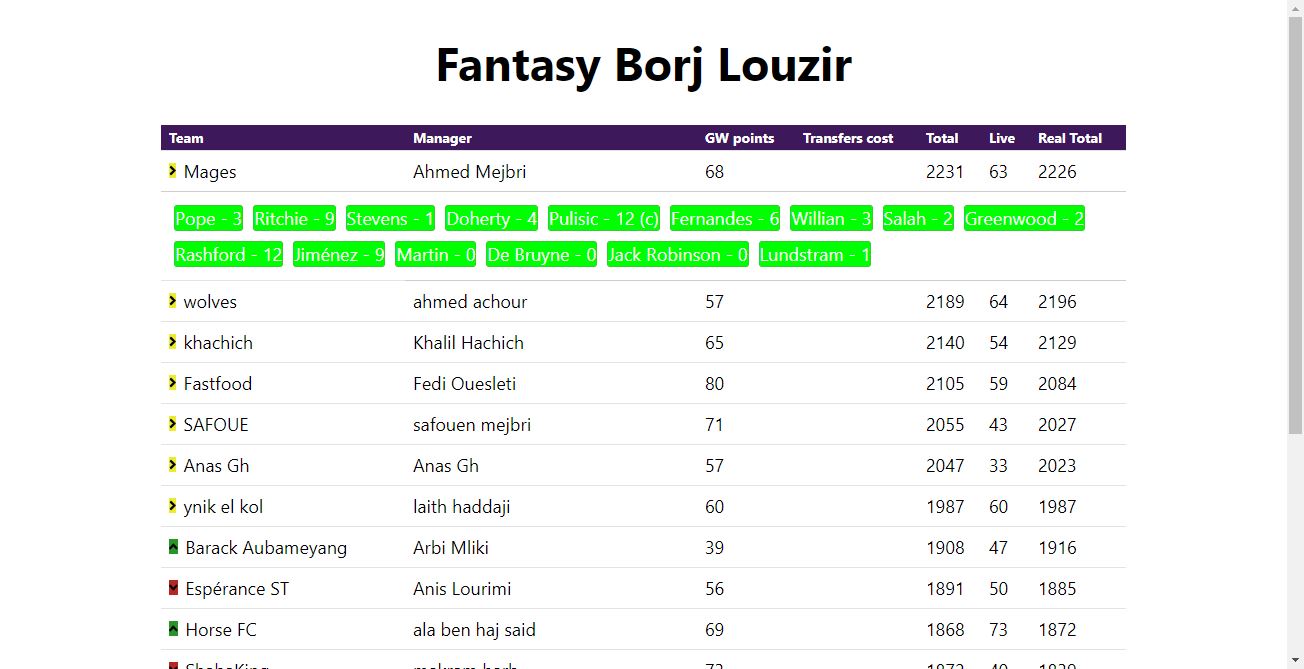 Fantasy Borj Louzir
Team Manager GW points Transfers cost Total Live Real Total
Mages Ahmed Mejbri 68 2231 63 2226
Pope - 3 Ritchie - 9 Stevens - 1 Doherty - 4 Pulisic - 12 (c) Fernandes - 6 Willian - 3 Salah - 2 Greenwood - 2
Rashford - 12 Jiménez - 9 Martin - 0 De Bruyne - 0 Jack Robinson - 0 Lundstram - 1
wolves ahmed achour 57 2189 64 2196
khachich Khalil Hachich 65 2140 54 2129
Fastfood Fedi Ouesleti 80 2105 59 2084
SAFOUE safouen mejbri 71 2055 43 2027
Anas Gh Anas Gh 57 2047 33 2023
ynik el kol laith haddaji 60 1987 60 1987
Barack Aubameyang Arbi Mliki 39 1908 47 1916
Espérance ST Anis Lourimi 56 1891 50 1885
Horse FC ala ben haj said 69 1868 73 1872